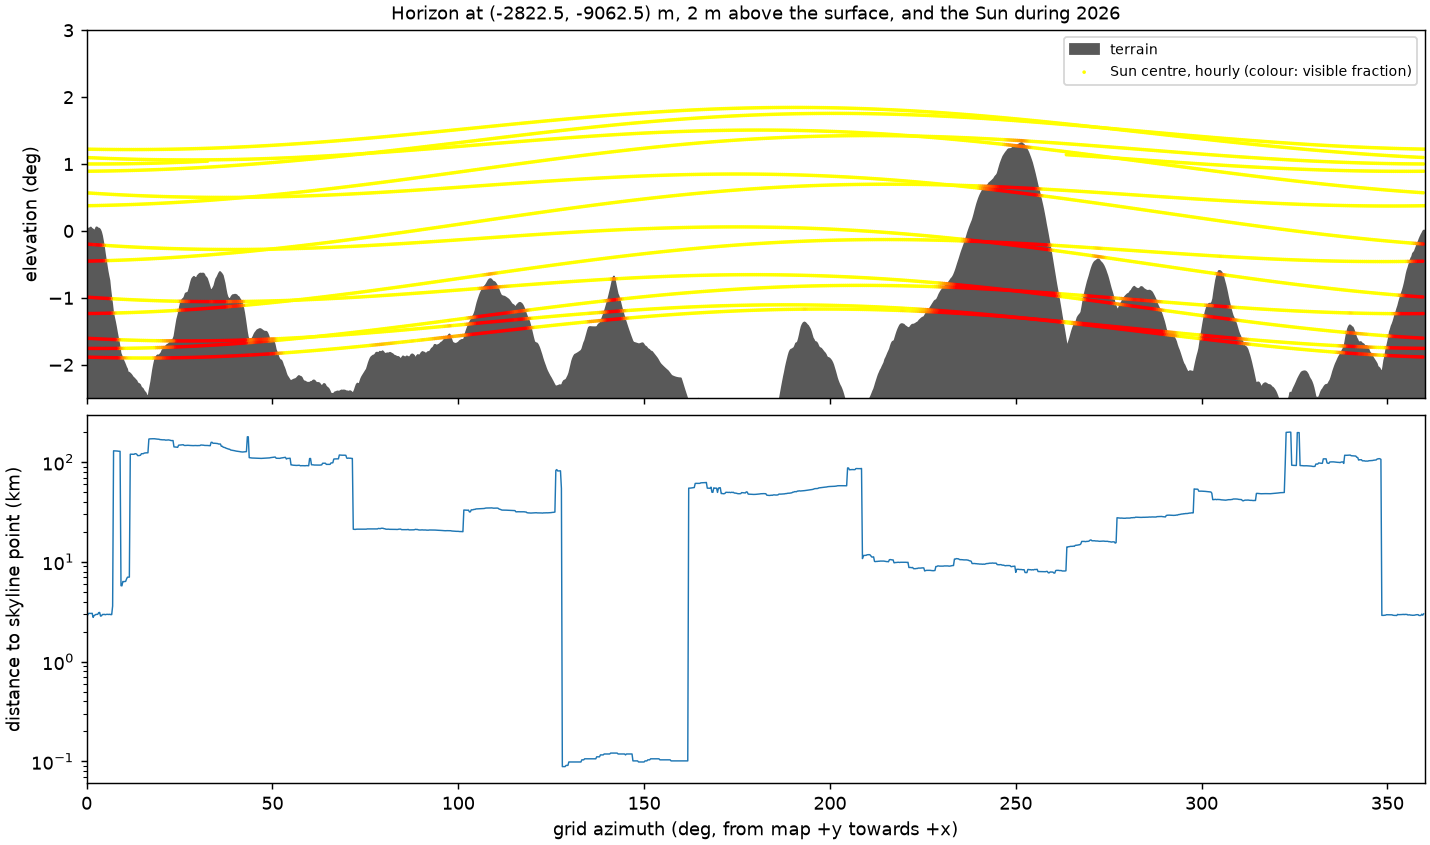 Horizon at (-2822.5, -9062.5) m, 2 m above the surface, and the Sun during 2026
terrain
Sun centre, hourly (colour: visible fraction)
elevation (deg)
3
2
1
0
−1
−2
distance to skyline point (km)
10²
10¹
10⁰
10⁻¹
0 50 100 150 200 250 300 350
grid azimuth (deg, from map +y towards +x)